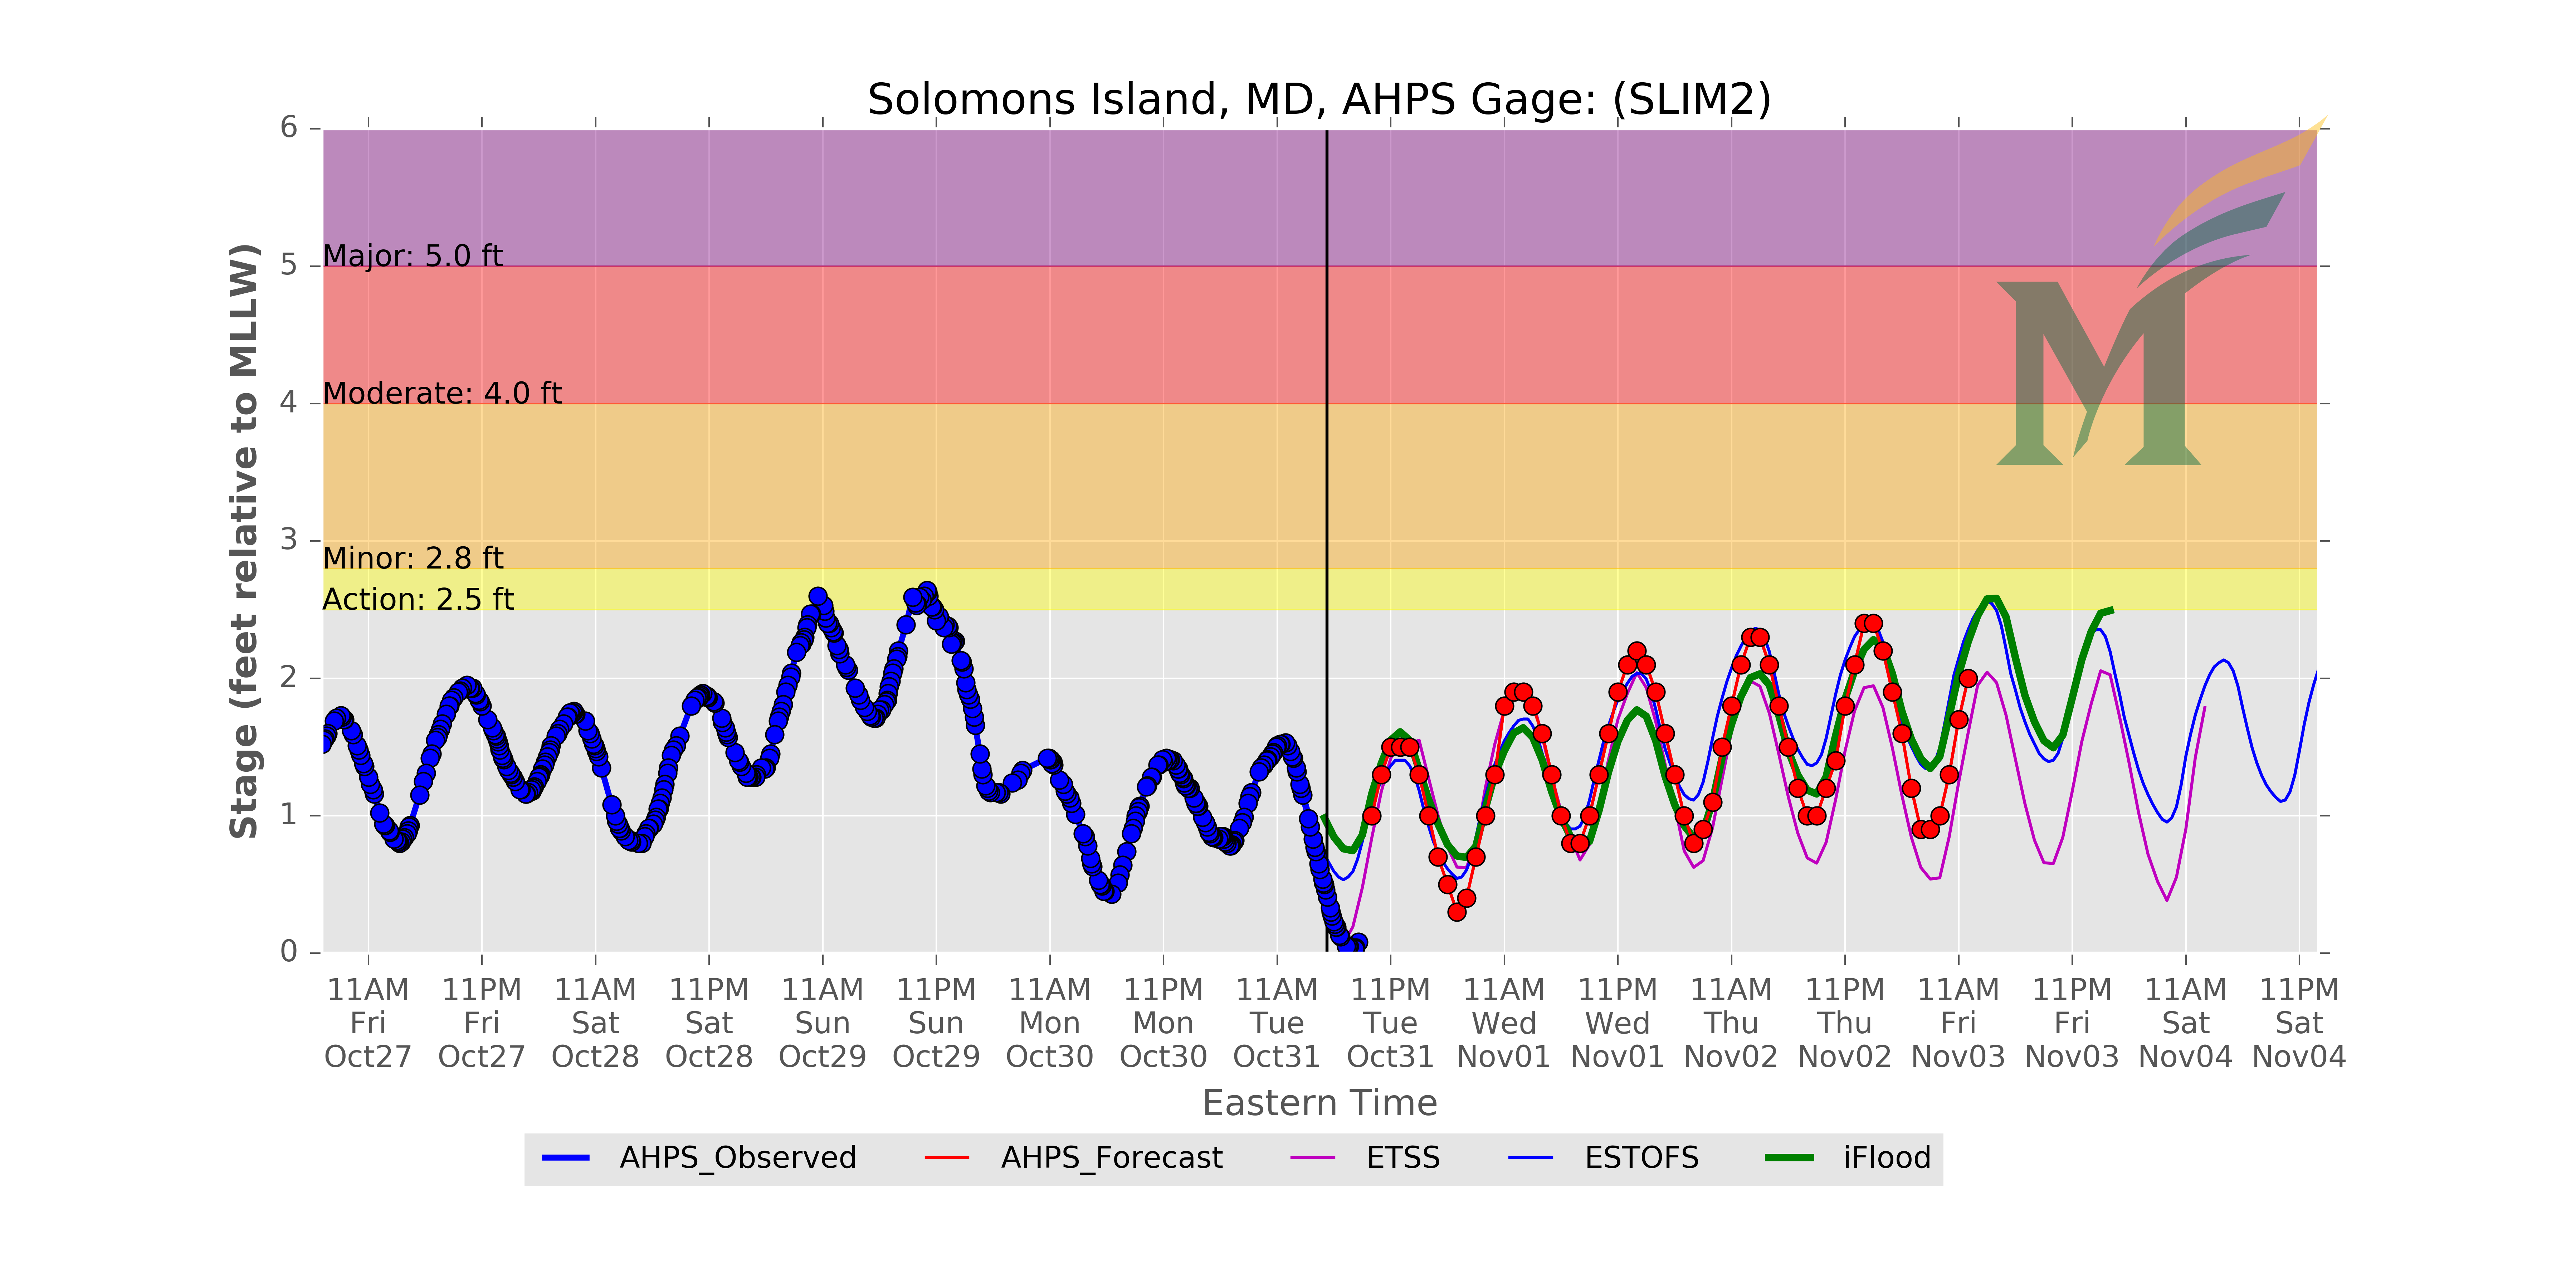 Solomons Island, MD, AHPS Gage: (SLIM2)
Stage (feet relative to MLLW)
6
5
4
3
2
1
0
Major: 5.0 ft
Moderate: 4.0 ft
Minor: 2.8 ft
Action: 2.5 ft
M
11AM 11PM 11AM 11PM 11AM 11PM 11AM 11PM 11AM 11PM 11AM 11PM 11AM 11PM 11AM 11PM 11AM 11PM
Fri Fri Sat Sat Sun Sun Mon Mon Tue Tue Wed Wed Thu Thu Fri Fri Sat Sat
Oct27 Oct27 Oct28 Oct28 Oct29 Oct29 Oct30 Oct30 Oct31 Oct31 Nov01 Nov01 Nov02 Nov02 Nov03 Nov03 Nov04 Nov04
Eastern Time
AHPS_Observed AHPS_Forecast ETSS ESTOFS iFlood